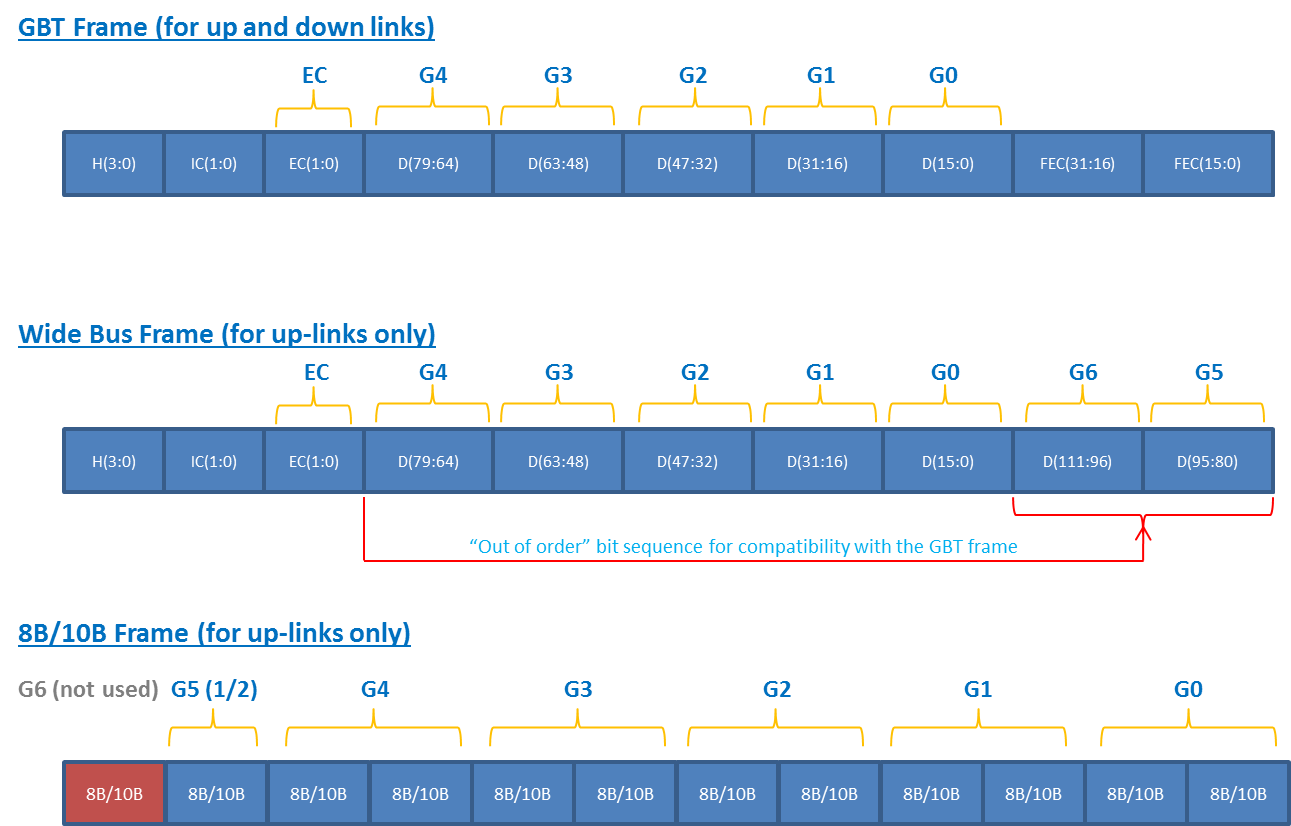 GBT Frame (for up and down links)
EC G4 G3 G2 G1 G0
H(3:0) IC(1:0) EC(1:0) D(79:64) D(63:48) D(47:32) D(31:16) D(15:0) FEC(31:16) FEC(15:0)
Wide Bus Frame (for up-links only)
EC G4 G3 G2 G1 G0 G6 G5
H(3:0) IC(1:0) EC(1:0) D(79:64) D(63:48) D(47:32) D(31:16) D(15:0) D(111:96) D(95:80)
“Out of order” bit sequence for compatibility with the GBT frame
8B/10B Frame (for up-links only)
G6 (not used) G5 (1/2) G4 G3 G2 G1 G0
8B/10B 8B/10B 8B/10B 8B/10B 8B/10B 8B/10B 8B/10B 8B/10B 8B/10B 8B/10B 8B/10B 8B/10B